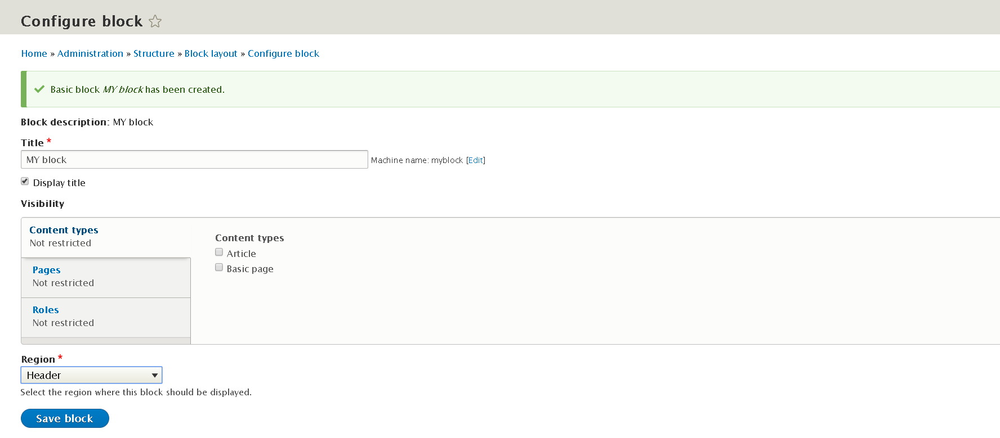 Configure block
Home » Administration » Structure » Block layout » Configure block
Basic block MY block has been created.
Block description: MY block
Title *
MY block Machine name: myblock [Edit]
Display title
Visibility
Content types
Not restricted
Pages
Not restricted
Roles
Not restricted
Content types
Article
Basic page
Region *
Header
Select the region where this block should be displayed.
Save block